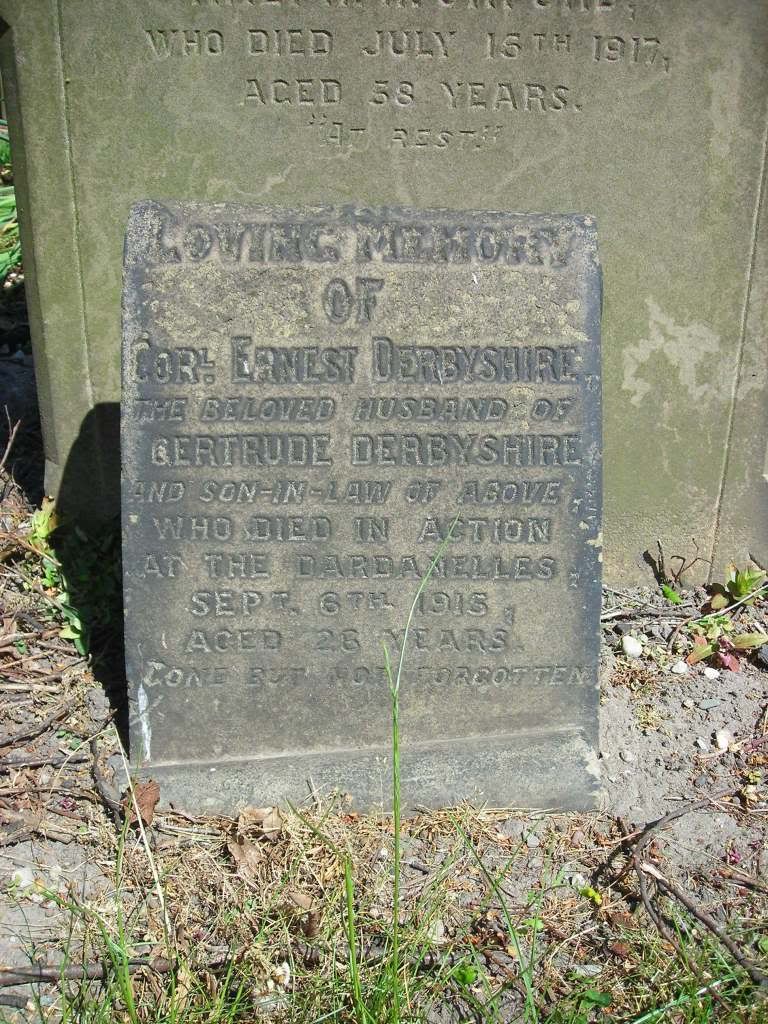 WHO DIED JULY 15TH 1917,
AGED 58 YEARS.
"AT REST."
LOVING MEMORY
OF
CORL. ERNEST DERBYSHIRE,
THE BELOVED HUSBAND OF
GERTRUDE DERBYSHIRE
AND SON-IN-LAW OF ABOVE,
WHO DIED IN ACTION
AT THE DARDANELLES,
SEPT. 6TH 1915,
AGED 28 YEARS.
GONE BUT NOT FORGOTTEN